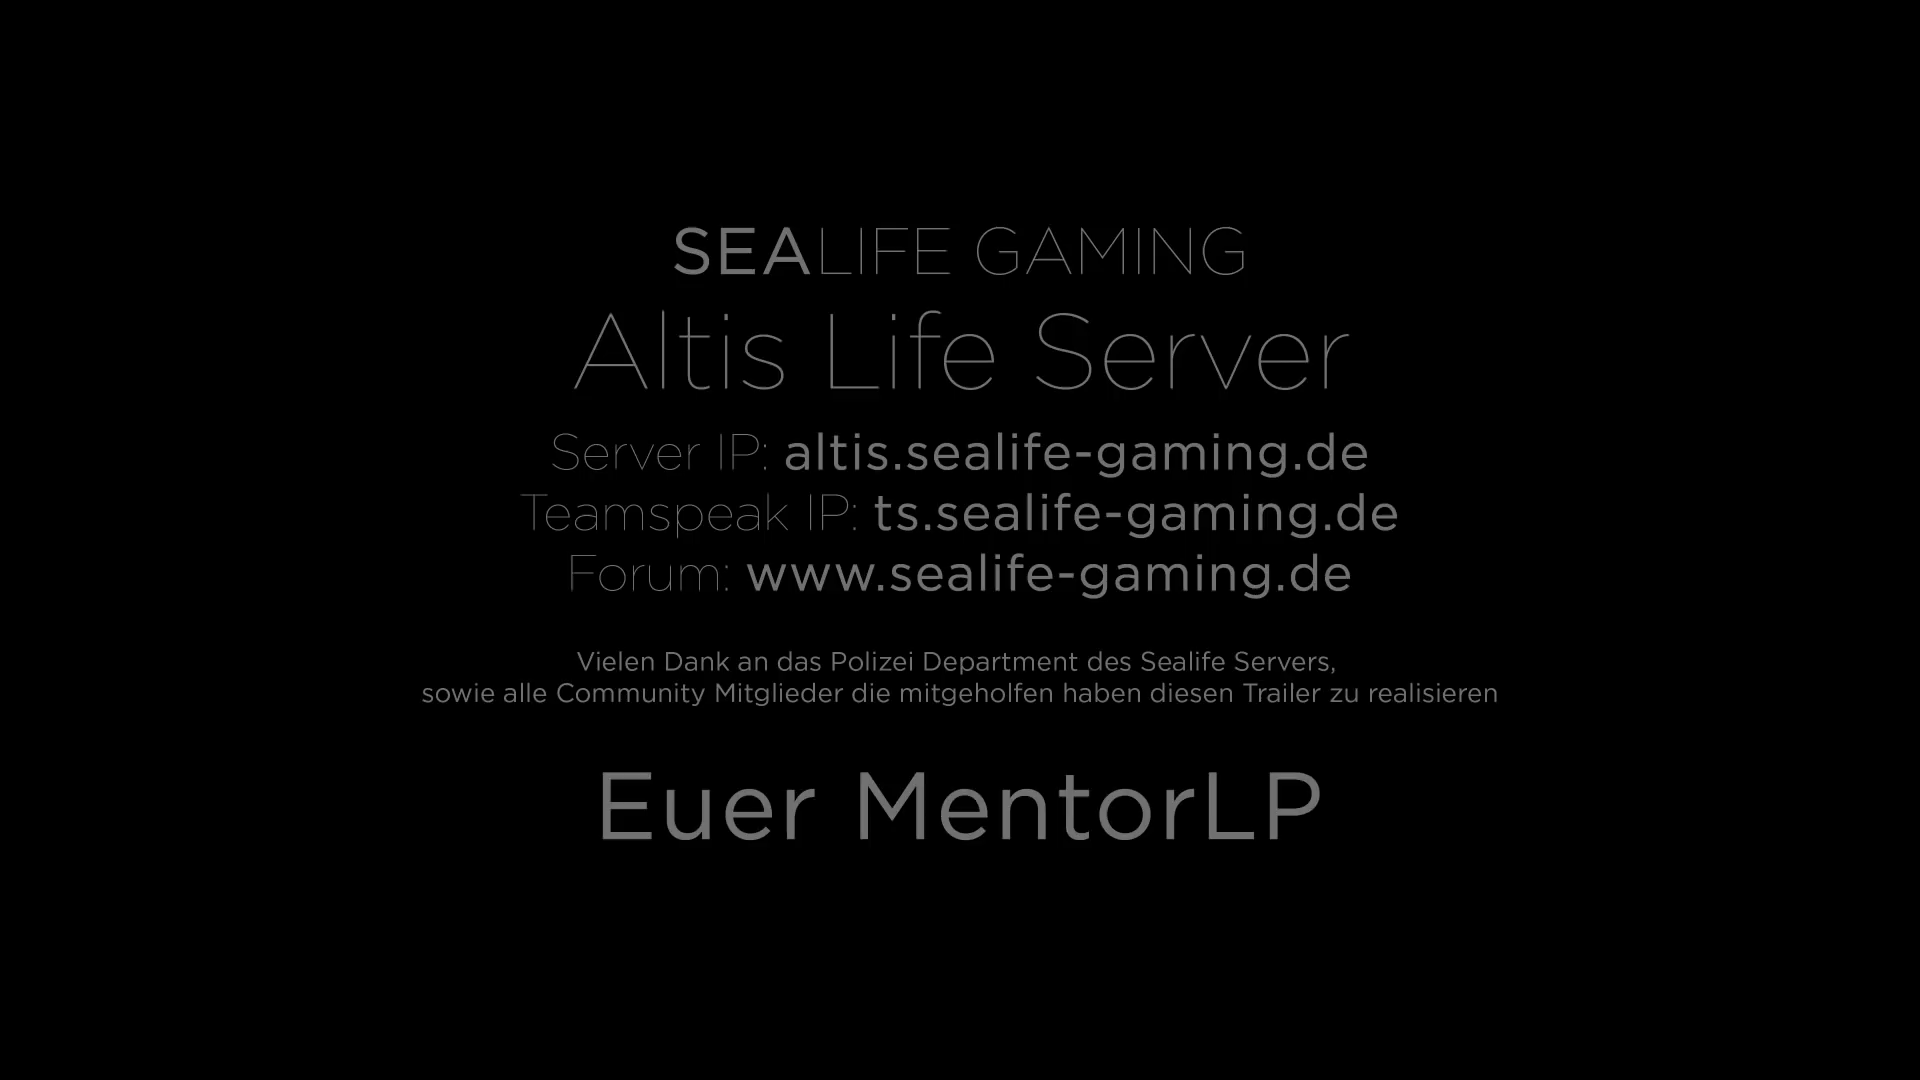 SEALIFE GAMING
Altis Life Server
Server IP: altis.sealife-gaming.de
Teamspeak IP: ts.sealife-gaming.de
Forum: www.sealife-gaming.de
Vielen Dank an das Polizei Department des Sealife Servers,
sowie alle Community Mitglieder die mitgeholfen haben diesen Trailer zu realisieren
Euer MentorLP